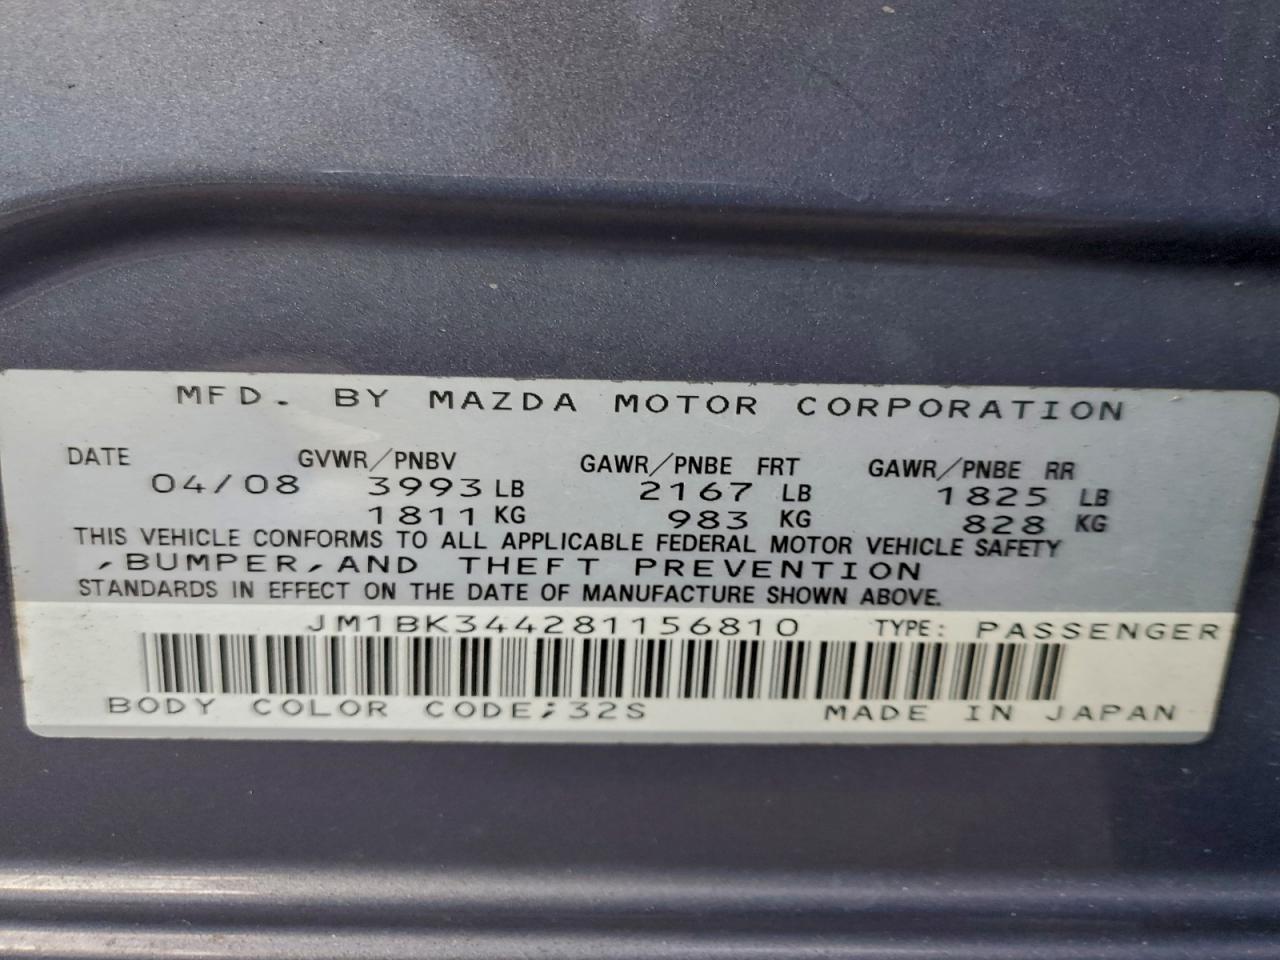 MFD. BY MAZDA MOTOR CORPORATION
DATE GVWR/PNBV GAWR/PNBE FRT GAWR/PNBE RR
04/08 3993 LB 2167 LB 1825 LB
1811 KG 983 KG 828 KG
THIS VEHICLE CONFORMS TO ALL APPLICABLE FEDERAL MOTOR VEHICLE SAFETY
,BUMPER,AND THEFT PREVENTION
STANDARDS IN EFFECT ON THE DATE OF MANUFACTURE SHOWN ABOVE.
JM1BK344281156810 TYPE: PASSENGER
BODY COLOR CODE;32S MADE IN JAPAN